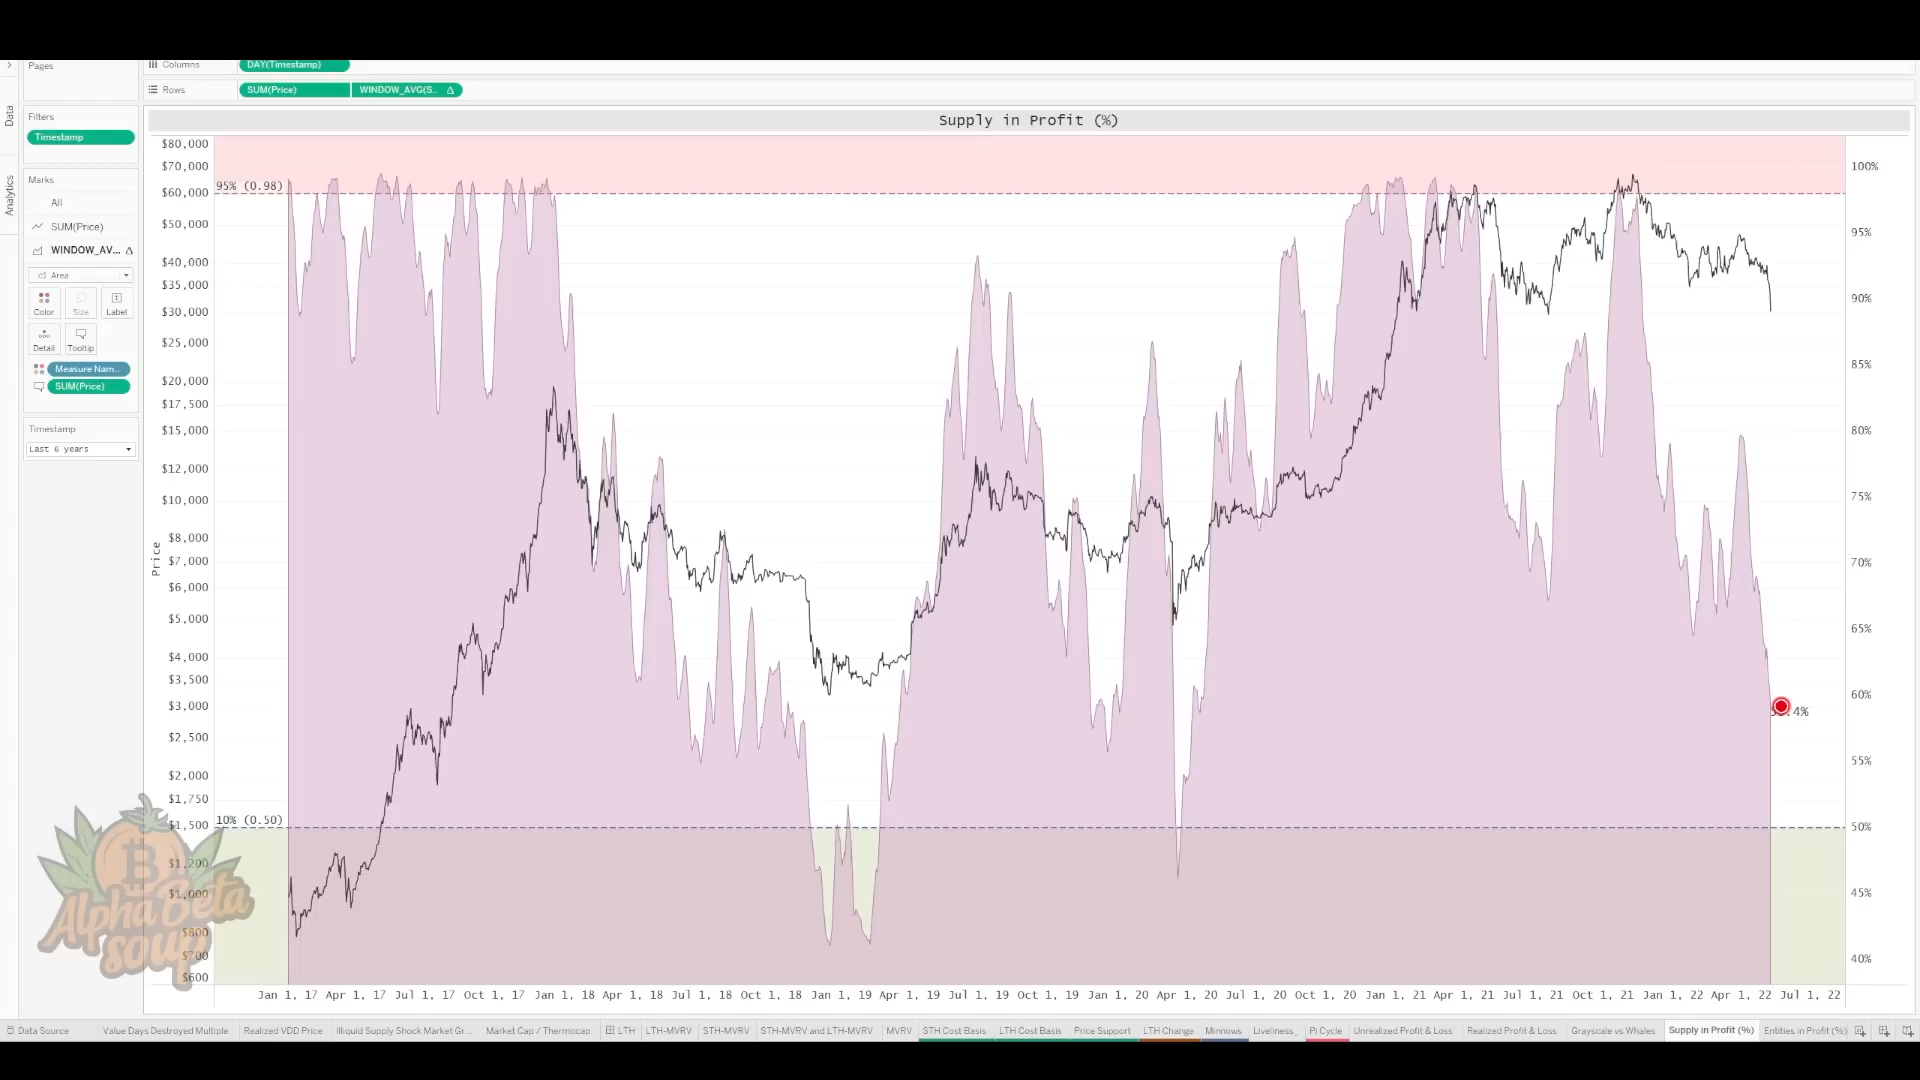 Pages
Columns
DAY(Timestamp)
Rows
SUM(Price)
WINDOW_AVG(S..
Data
Analytics
Filters
Timestamp
Marks
All
SUM(Price)
WINDOW_AV...
Area
Color
Size
Label
Detail
Tooltip
Measure Nam..
SUM(Price)
Timestamp
Last 6 years
Supply in Profit (%)
Price
$80,000
$70,000
$60,000
$50,000
$40,000
$35,000
$30,000
$25,000
$20,000
$17,500
$15,000
$12,000
$10,000
$8,000
$7,000
$6,000
$5,000
$4,000
$3,500
$3,000
$2,500
$2,000
$1,750
$1,500
$1,200
$1,000
$800
$700
$600
95% (0.98)
10% (0.50)
100%
95%
90%
85%
80%
75%
70%
65%
60%
55%
50%
45%
40%
4%
Jan 1, 17 Apr 1, 17 Jul 1, 17 Oct 1, 17 Jan 1, 18 Apr 1, 18 Jul 1, 18 Oct 1, 18 Jan 1, 19 Apr 1, 19 Jul 1, 19 Oct 1, 19 Jan 1, 20 Apr 1, 20 Jul 1, 20 Oct 1, 20 Jan 1, 21 Apr 1, 21 Jul 1, 21 Oct 1, 21 Jan 1, 22 Apr 1, 22 Jul 1, 22
Alpha Beta
soup
Data Source Value Days Destroyed Multiple Realized VDD Price Illiquid Supply Shock Market Gr... Market Cap / Thermocap LTH LTH-MVRV STH-MVRV STH-MVRV and LTH-MVRV MVRV STH Cost Basis LTH Cost Basis Price Support LTH Change Minnows Liveliness_ Pi Cycle Unrealized Profit & Loss Realized Profit & Loss Grayscale vs Whales Supply in Profit (%) Entities in Profit (%)